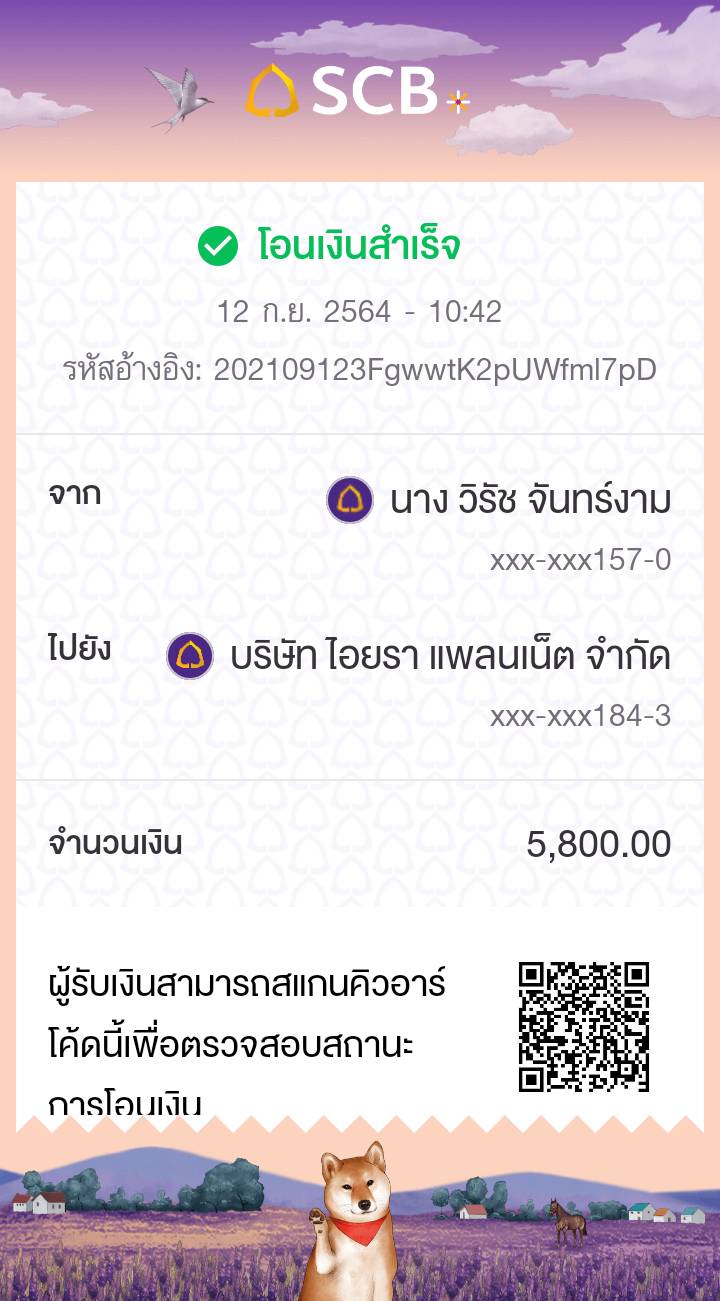 SCB
โอนเงินสำเร็จ
12 ก.ย. 2564 - 10:42
รหัสอ้างอิง: 202109123FgwwtK2pUWfml7pD
จาก
นาง วิรัช จันทร์งาม
xxx-xxx157-0
ไปยัง
บริษัท ไอยรา แพลนเน็ต จำกัด
xxx-xxx184-3
จำนวนเงิน
5,800.00
ผู้รับเงินสามารถสแกนคิวอาร์
โค้ดนี้เพื่อตรวจสอบสถานะ
การโอนเงิน